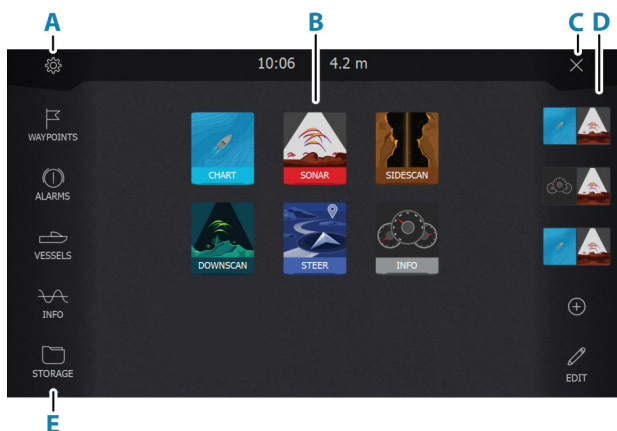 A
B
C D
10:06 4.2 m
WAYPOINTS
ALARMS
VESSELS
INFO
STORAGE
CHART SONAR SIDESCAN
DOWNSCAN STEER INFO
EDIT
E